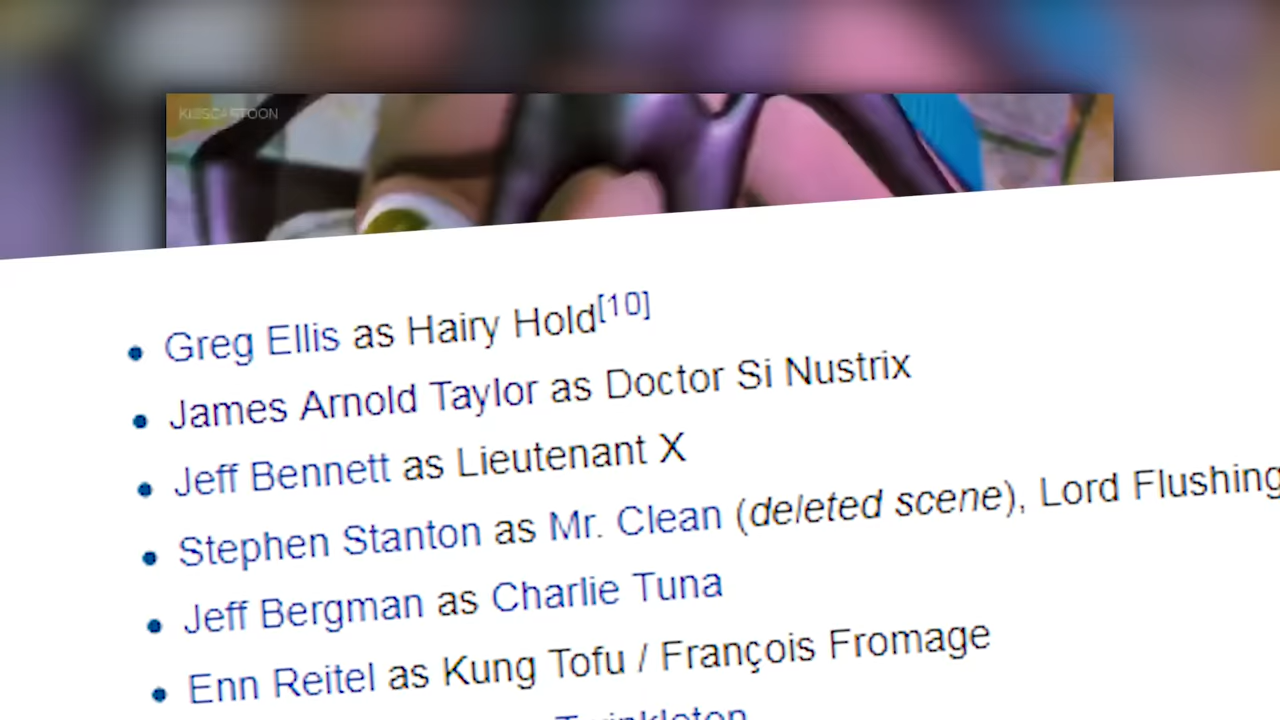 KISSCARTOON
Greg Ellis as Hairy Hold[10]
James Arnold Taylor as Doctor Si Nustrix
Jeff Bennett as Lieutenant X
Stephen Stanton as Mr. Clean (deleted scene), Lord Flushing
Jeff Bergman as Charlie Tuna
Enn Reitel as Kung Tofu / François Fromage
Twinkleton